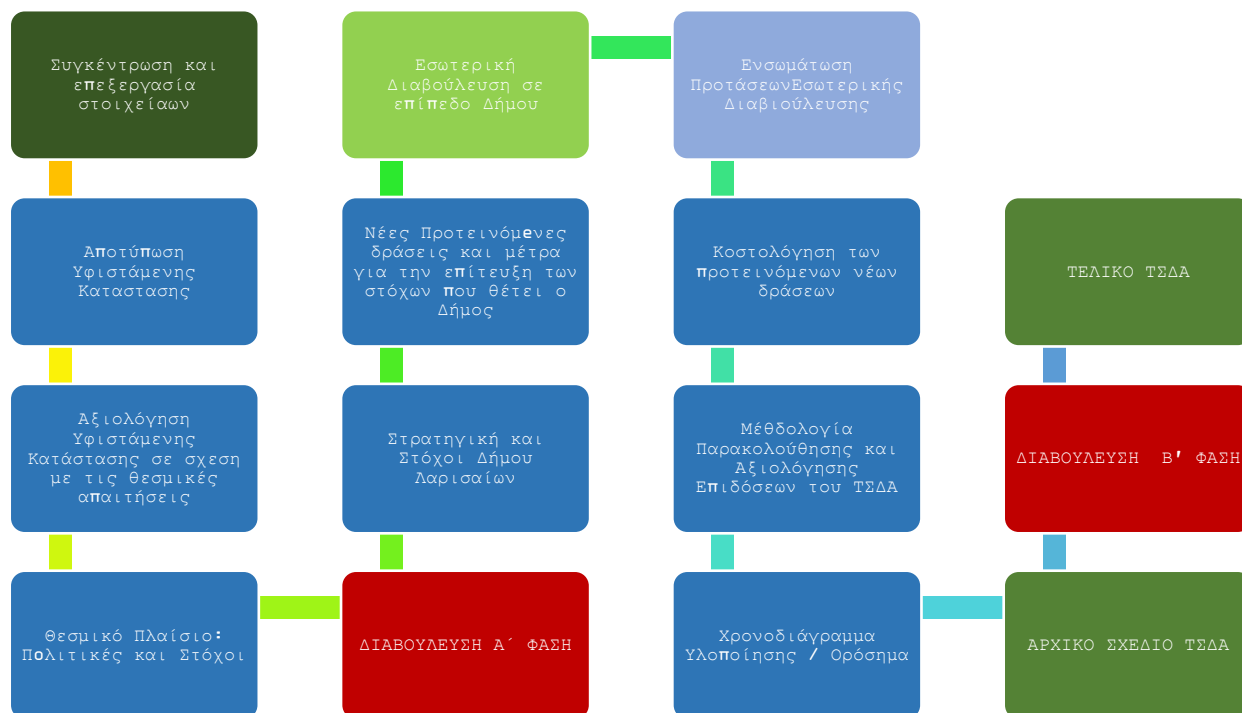 Συγκέντρωση και
επεξεργασία
στοιχείαων
Αποτύπωση
Υφιστάμενης
Καταστασης
Αξιολόγηση
Υφιστάμενης
Κατάστασης σε σχεση
με τις θεσμικές
απαιτήσεις
Θεσμικό Πλαίσιο:
Πολιτικές και Στόχοι
ΔΙΑΒΟΥΛΕΥΣΗ Α΄ ΦΑΣΗ
Στρατηγική και
Στόχοι Δήμου
Λαρισαίων
Νέες Προτεινόμενες
δράσεις και μέτρα
για την επίτευξη των
στόχων που θέτει ο
Δήμος
Εσωτερική
Διαβούλευση σε
επίπεδο Δήμου
Ενσωμάτωση
ΠροτάσεωνΕσωτερικής
Διαβιούλευσης
Κοστολόγηση των
προτεινόμενων νέων
δράσεων
Μέθδολογία
Παρακολούθησης και
Αξιολόγησης
Επιδόσεων του ΤΣΔΑ
Χρονοδιάγραμμα
Υλοποίησης / Ορόσημα
ΑΡΧΙΚΟ ΣΧΕΔΙΟ ΤΣΔΑ
ΔΙΑΒΟΥΛΕΥΣΗ Β' ΦΑΣΗ
ΤΕΛΙΚΟ ΤΣΔΑ